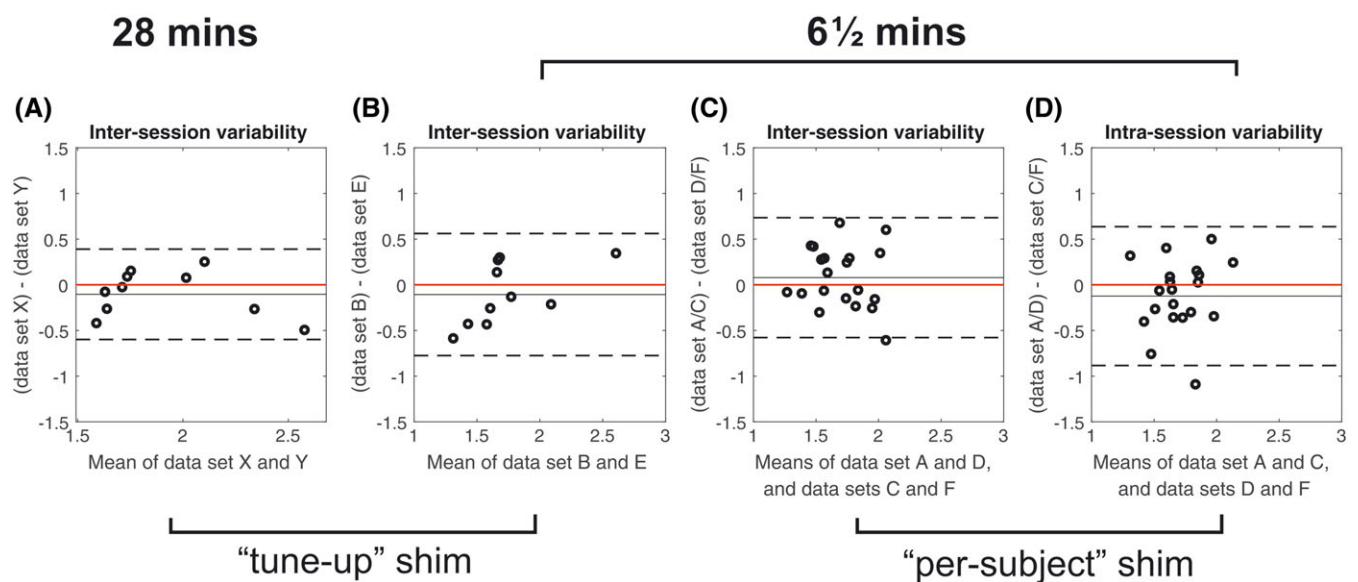 28 mins
6 ½ mins
(A)
Inter-session variability
(data set X) - (data set Y)
1.5
1
0.5
0
-0.5
-1
-1.5
1.5
2
2.5
Mean of data set X and Y
(B)
Inter-session variability
(data set B) - (data set E)
1.5
1
0.5
0
-0.5
-1
-1.5
1
1.5
2
2.5
3
Mean of data set B and E
(C)
Inter-session variability
(data set A/C) - (data set D/F)
1.5
1
0.5
0
-0.5
-1
-1.5
1
1.5
2
2.5
3
Means of data set A and D,
and data sets C and F
(D)
Intra-session variability
(data set A/D) - (data set C/F)
1.5
1
0.5
0
-0.5
-1
-1.5
1
1.5
2
2.5
3
Means of data set A and C,
and data sets D and F
“tune-up” shim
“per-subject” shim